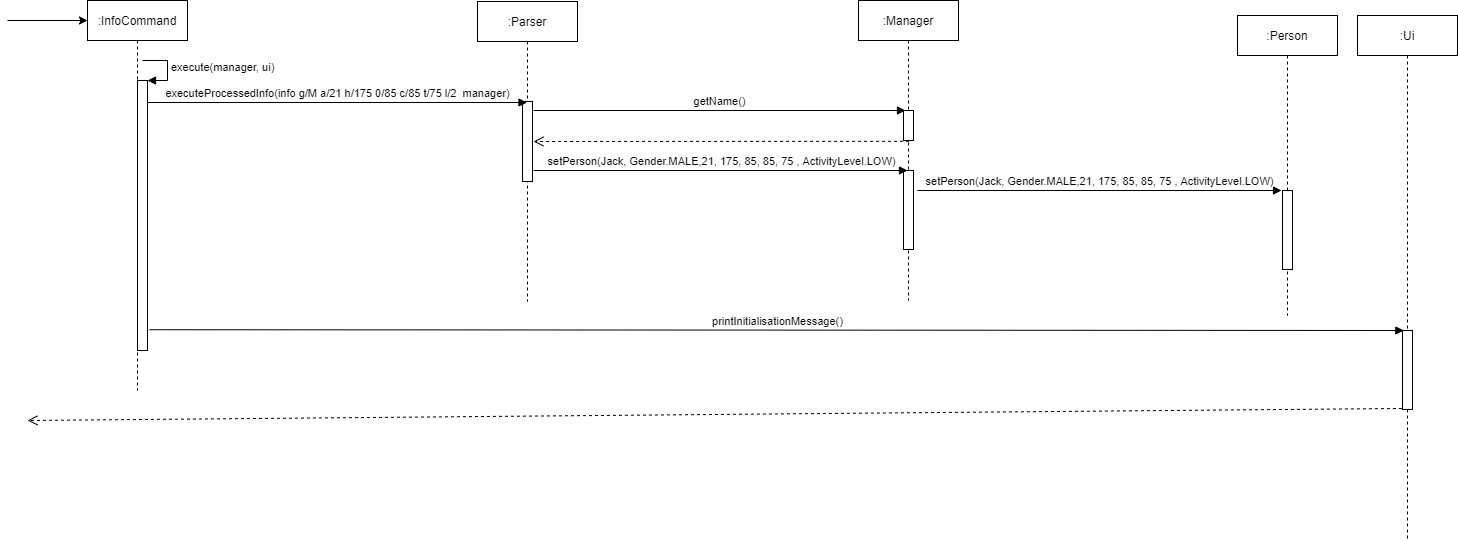 :InfoCommand
:Parser
:Manager
:Person
:Ui
execute(manager, ui)
executeProcessedInfo(info g/M a/21 h/175 0/85 c/85 t/75 l/2  manager)
getName()
setPerson(Jack, Gender.MALE,21, 175, 85, 85, 75 , ActivityLevel.LOW)
setPerson(Jack, Gender.MALE,21, 175, 85, 85, 75 , ActivityLevel.LOW)
printInitialisationMessage()